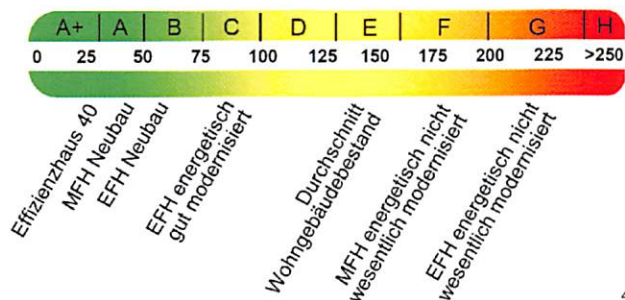 A+ A B C D E F G H
0 25 50 75 100 125 150 175 200 225 >250
Effizienzhaus 40
MFH Neubau
EFH Neubau
EFH energetisch
gut modernisiert
Durchschnitt
Wohngebäudebestand
MFH energetisch nicht
wesentlich modernisiert
EFH energetisch nicht
wesentlich modernisiert